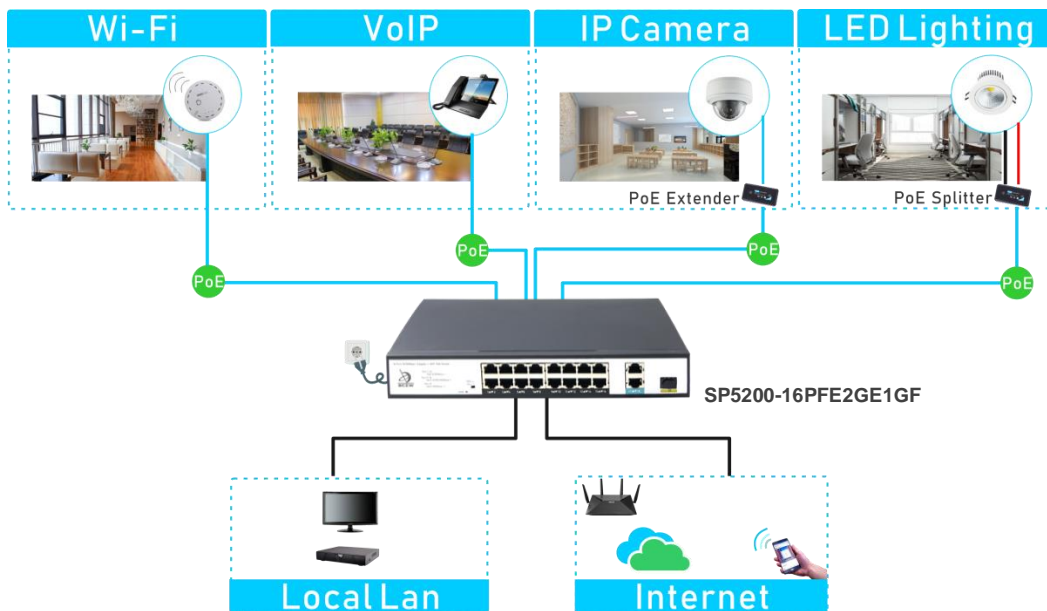 Wi-Fi
VoIP
IP Camera
LED Lighting
PoE Extender
PoE Splitter
PoE
PoE
PoE
PoE
SP5200-16PFE2GE1GF
Local Lan
Internet